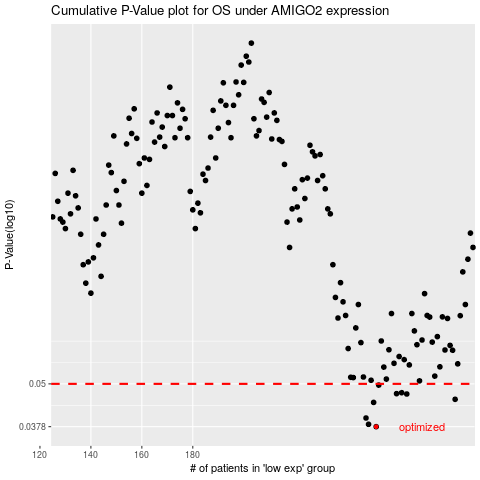 Cumulative P-Value plot for OS under AMIGO2 expression
P-Value(log10)
0.05
0.0378
optimized
120 140 160 180
# of patients in 'low exp' group